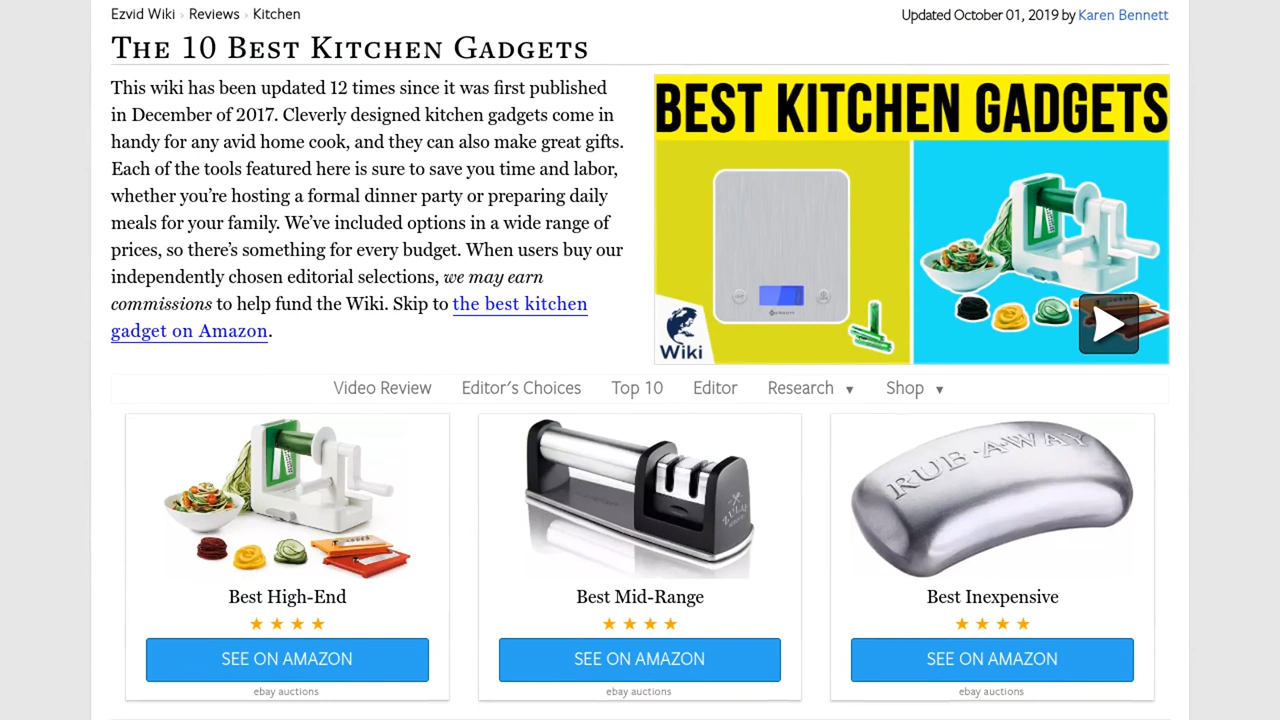 Ezvid Wiki › Reviews › Kitchen
Updated October 01, 2019 by Karen Bennett
The 10 Best Kitchen Gadgets
This wiki has been updated 12 times since it was first published
in December of 2017. Cleverly designed kitchen gadgets come in
handy for any avid home cook, and they can also make great gifts.
Each of the tools featured here is sure to save you time and labor,
whether you’re hosting a formal dinner party or preparing daily
meals for your family. We’ve included options in a wide range of
prices, so there’s something for every budget. When users buy our
independently chosen editorial selections, we may earn
commissions to help fund the Wiki. Skip to the best kitchen
gadget on Amazon.
BEST KITCHEN GADGETS
Wiki
Video Review Editor’s Choices Top 10 Editor Research ▼ Shop ▼
RUB·A·WAY
Best High-End
Best Mid-Range
Best Inexpensive
SEE ON AMAZON
SEE ON AMAZON
SEE ON AMAZON
ebay auctions
ebay auctions
ebay auctions